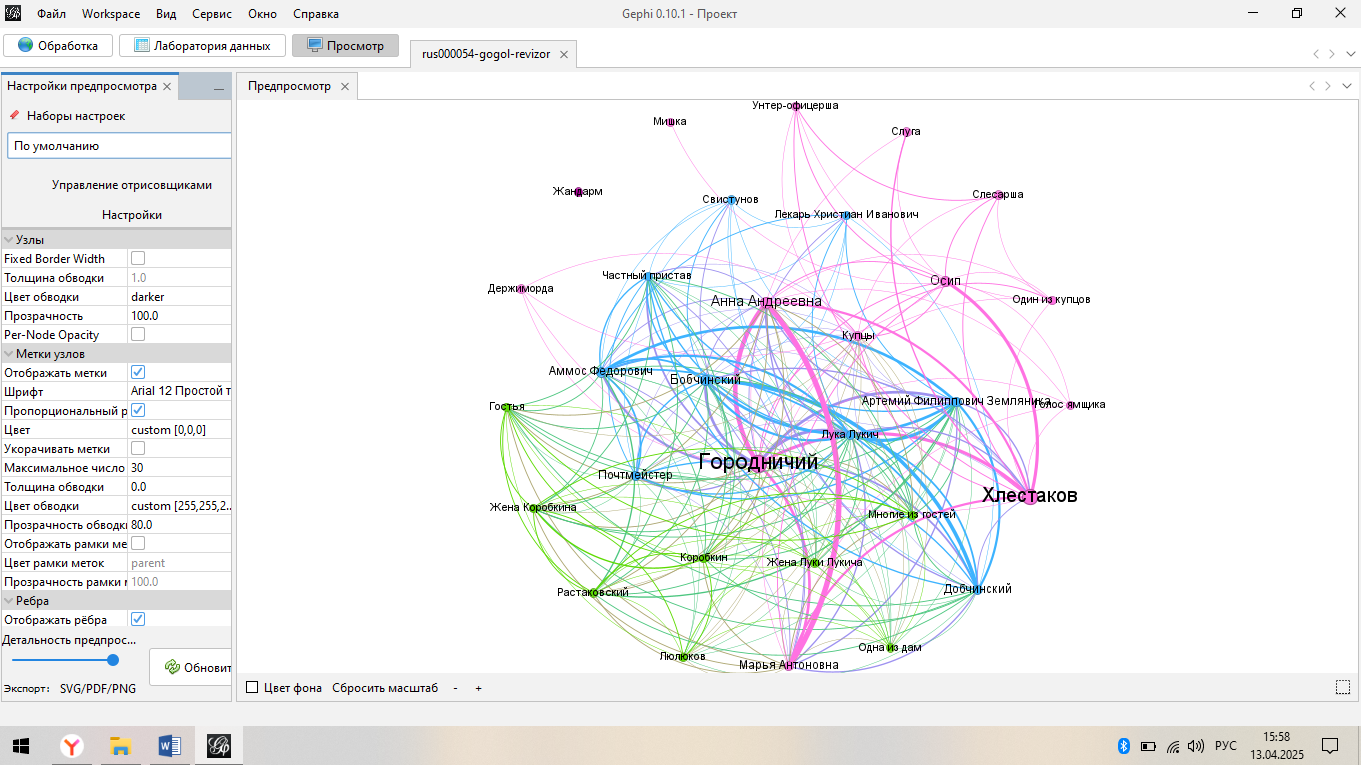 Файл Workspace Вид Сервис Окно Справка
Gephi 0.10.1 - Проект
Обработка Лаборатория данных Просмотр
rus000054-gogol-revizor
Настройки предпросмотра
Наборы настроек
По умолчанию
Управление отрисовщиками
Настройки
Узлы
Fixed Border Width
Толщина обводки 1.0
Цвет обводки darker
Прозрачность 100.0
Per-Node Opacity
Метки узлов
Отображать метки
Шрифт Arial 12 Простой т
Пропорциональный р
Цвет custom [0,0,0]
Укорачивать метки
Максимальное число 30
Толщина обводки 0.0
Цвет обводки custom [255,255,2...
Прозрачность обводки 80.0
Отображать рамки ме
Цвет рамки меток parent
Прозрачность рамки м 100.0
Ребра
Отображать рёбра
Детальность предпрос...
Обновит
Экспорт: SVG/PDF/PNG
Предпросмотр
Унтер-офицерша
Мишка
Слуга
Жандарм
Свистунов
Слесарша
Лекарь Христиан Иванович
Частный пристав
Держиморда
Осип
Анна Андреевна
Один из купцов
Купцы
Аммос Федорович
Бобчинский
Артемий Филиппович Земляника
Голос ямщика
Гостья
Лука Лукич
Городничий
Почтмейстер
Хлестаков
Жена Коробкина
Многие из гостей
Коробкин
Жена Луки Лукича
Растаковский
Добчинский
Люлюков
Одна из дам
Марья Антоновна
Цвет фона Сбросить масштаб - +
РУС
15:58
13.04.2025